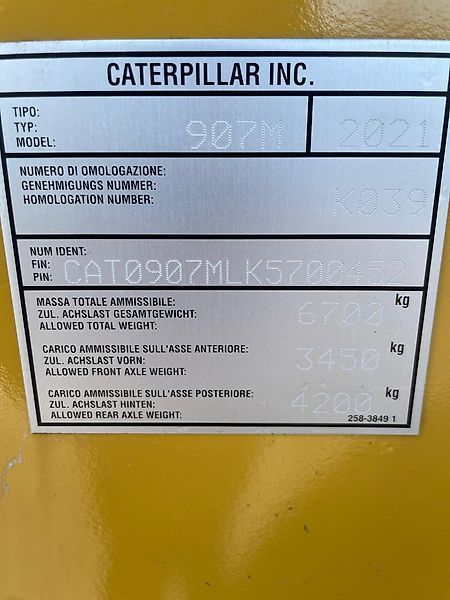 CATERPILLAR INC.
TIPO:
TYP:
MODEL: 907M 2021
NUMERO DI OMOLOGAZIONE:
GENEHMIGUNGS NUMMER:
HOMOLOGATION NUMBER: K039
NUM IDENT:
FIN:
PIN: CAT0907MLK5700452
MASSA TOTALE AMMISSIBILE:
ZUL. ACHSLAST GESAMTGEWICHT: 6700 kg
ALLOWED TOTAL WEIGHT:
CARICO AMMISSIBILE SULL'ASSE ANTERIORE:
ZUL. ACHSLAST VORN: 3450 kg
ALLOWED FRONT AXLE WEIGHT:
CARICO AMMISSIBILE SULL'ASSE POSTERIORE:
ZUL. ACHSLAST HINTEN: 4200 kg
ALLOWED REAR AXLE WEIGHT:
258-3849 1